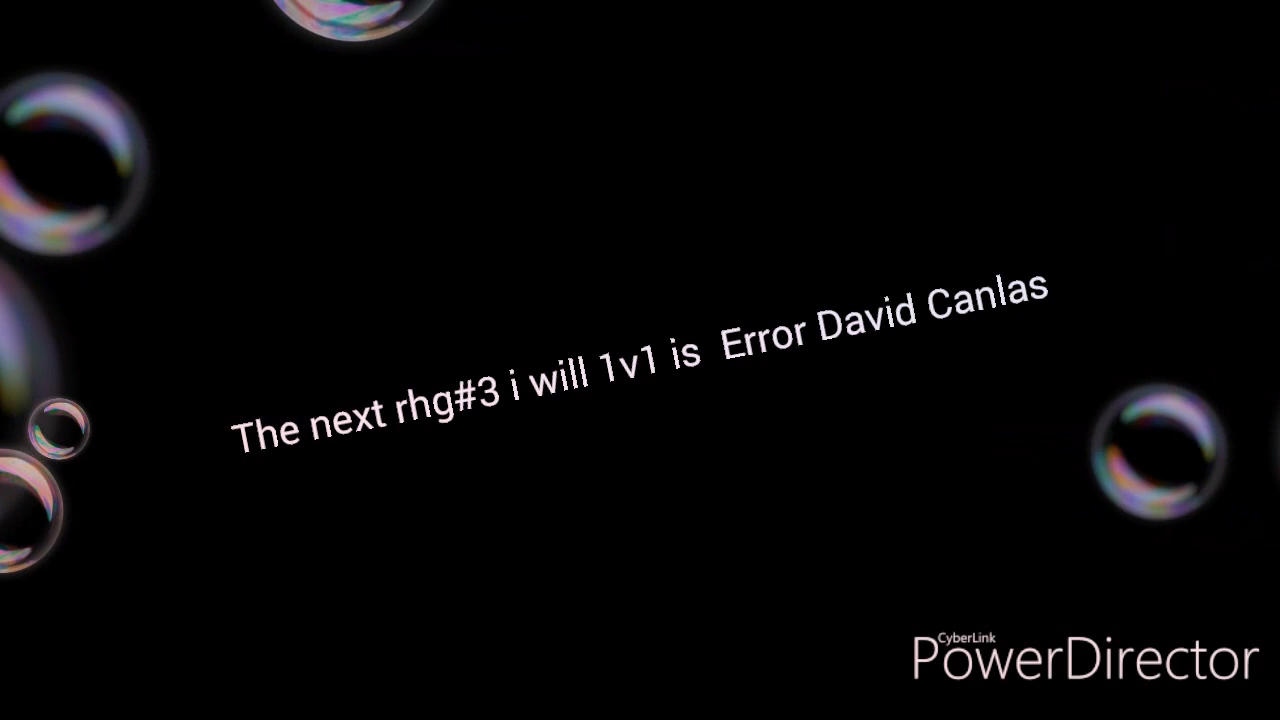 The next rhg#3 i will 1v1 is  Error David Canlas
CyberLink
PowerDirector